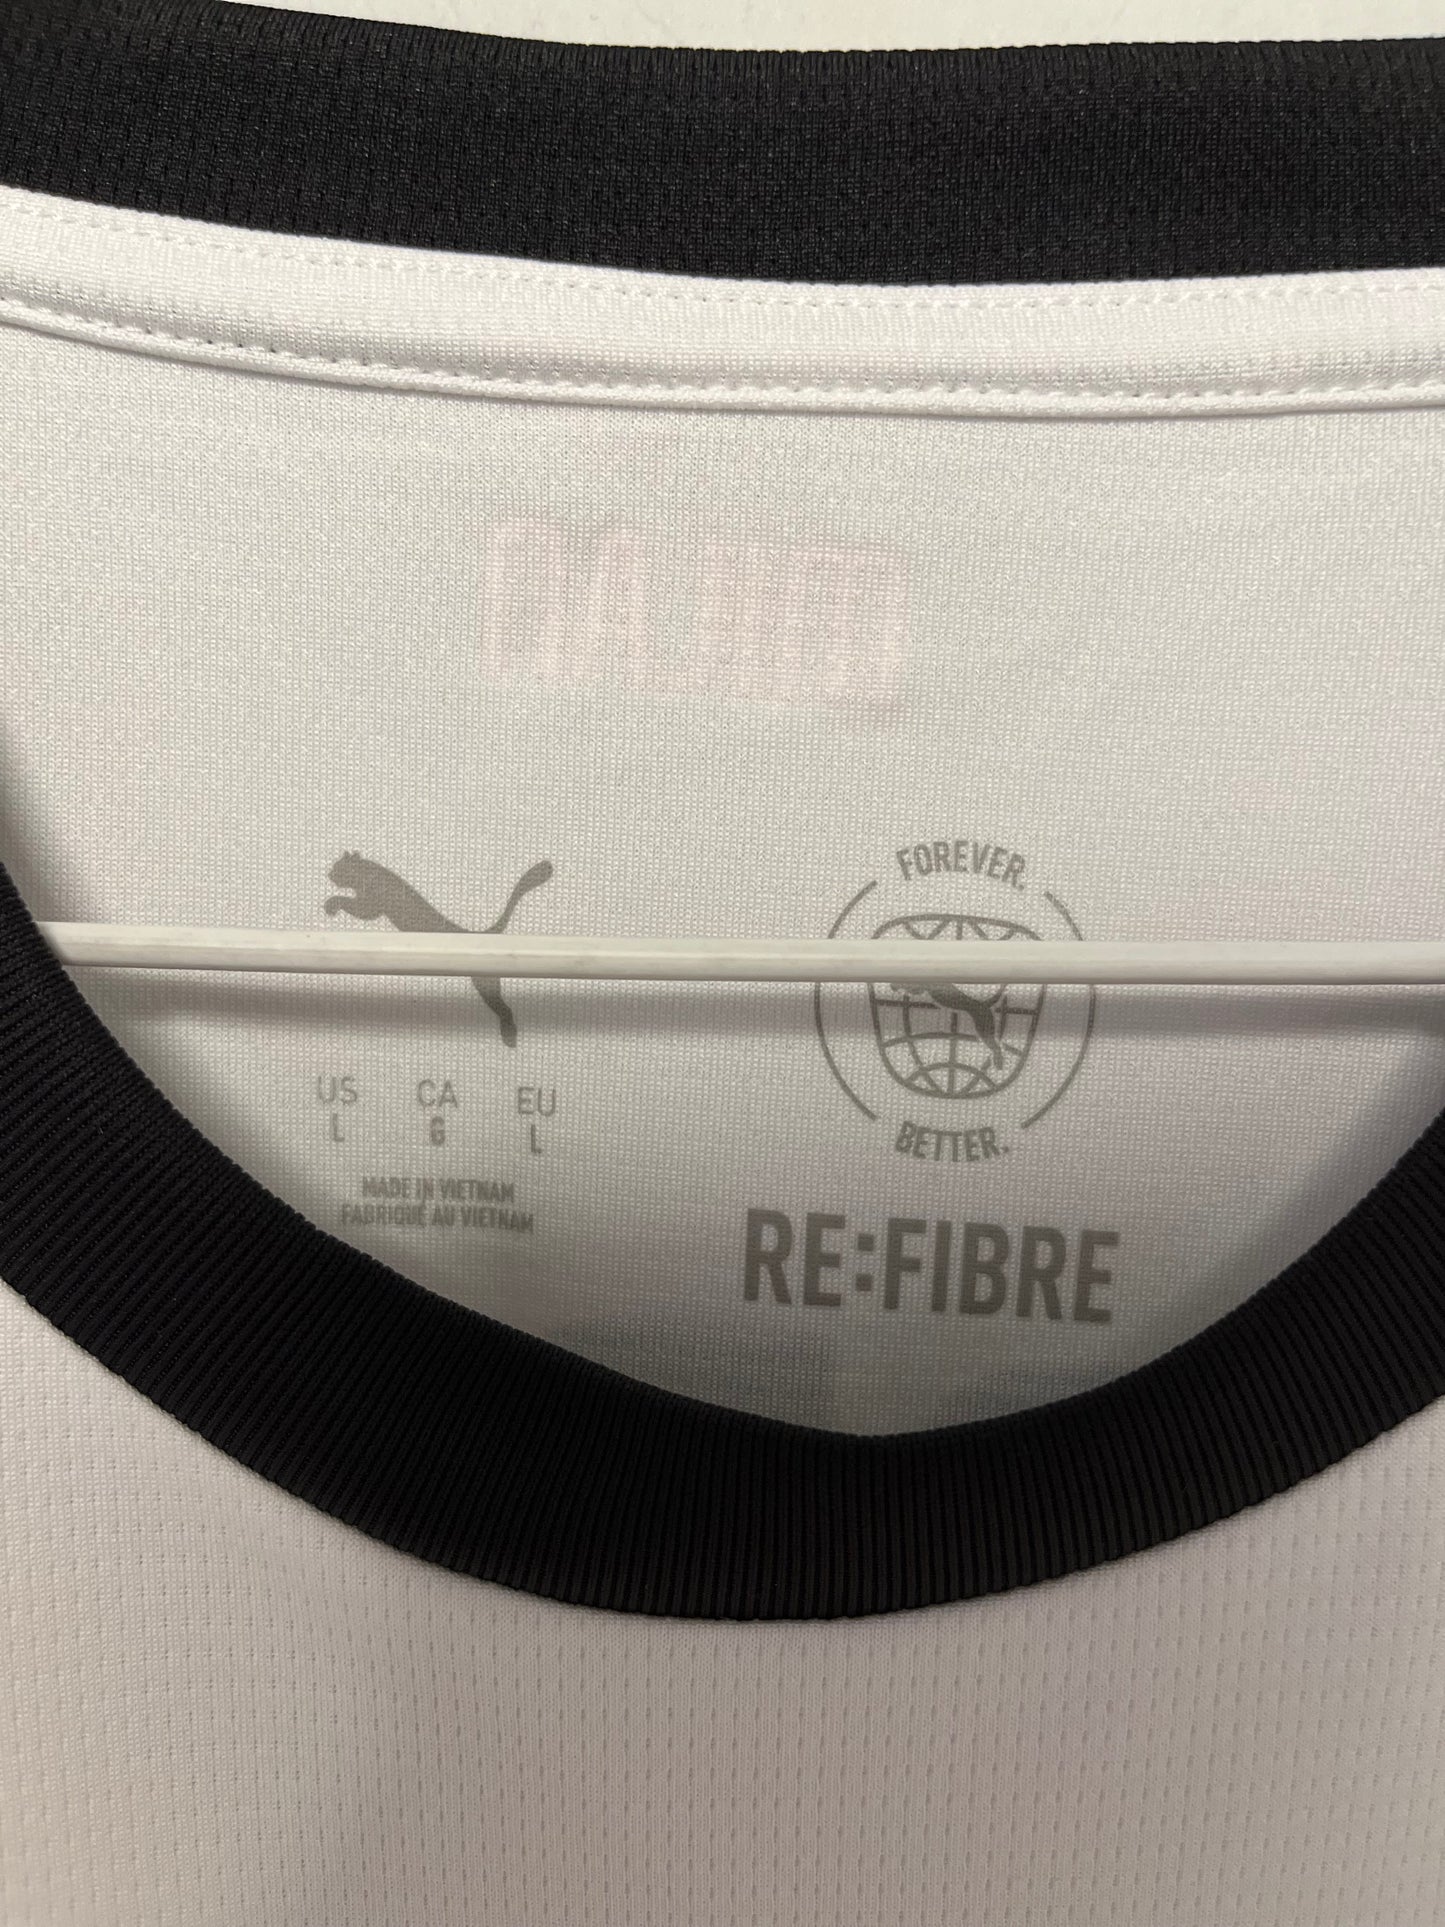 FOREVER.
BETTER.
US CA EU
L G L
MADE IN VIETNAM
FABRIQUÉ AU VIETNAM
RE:FIBRE